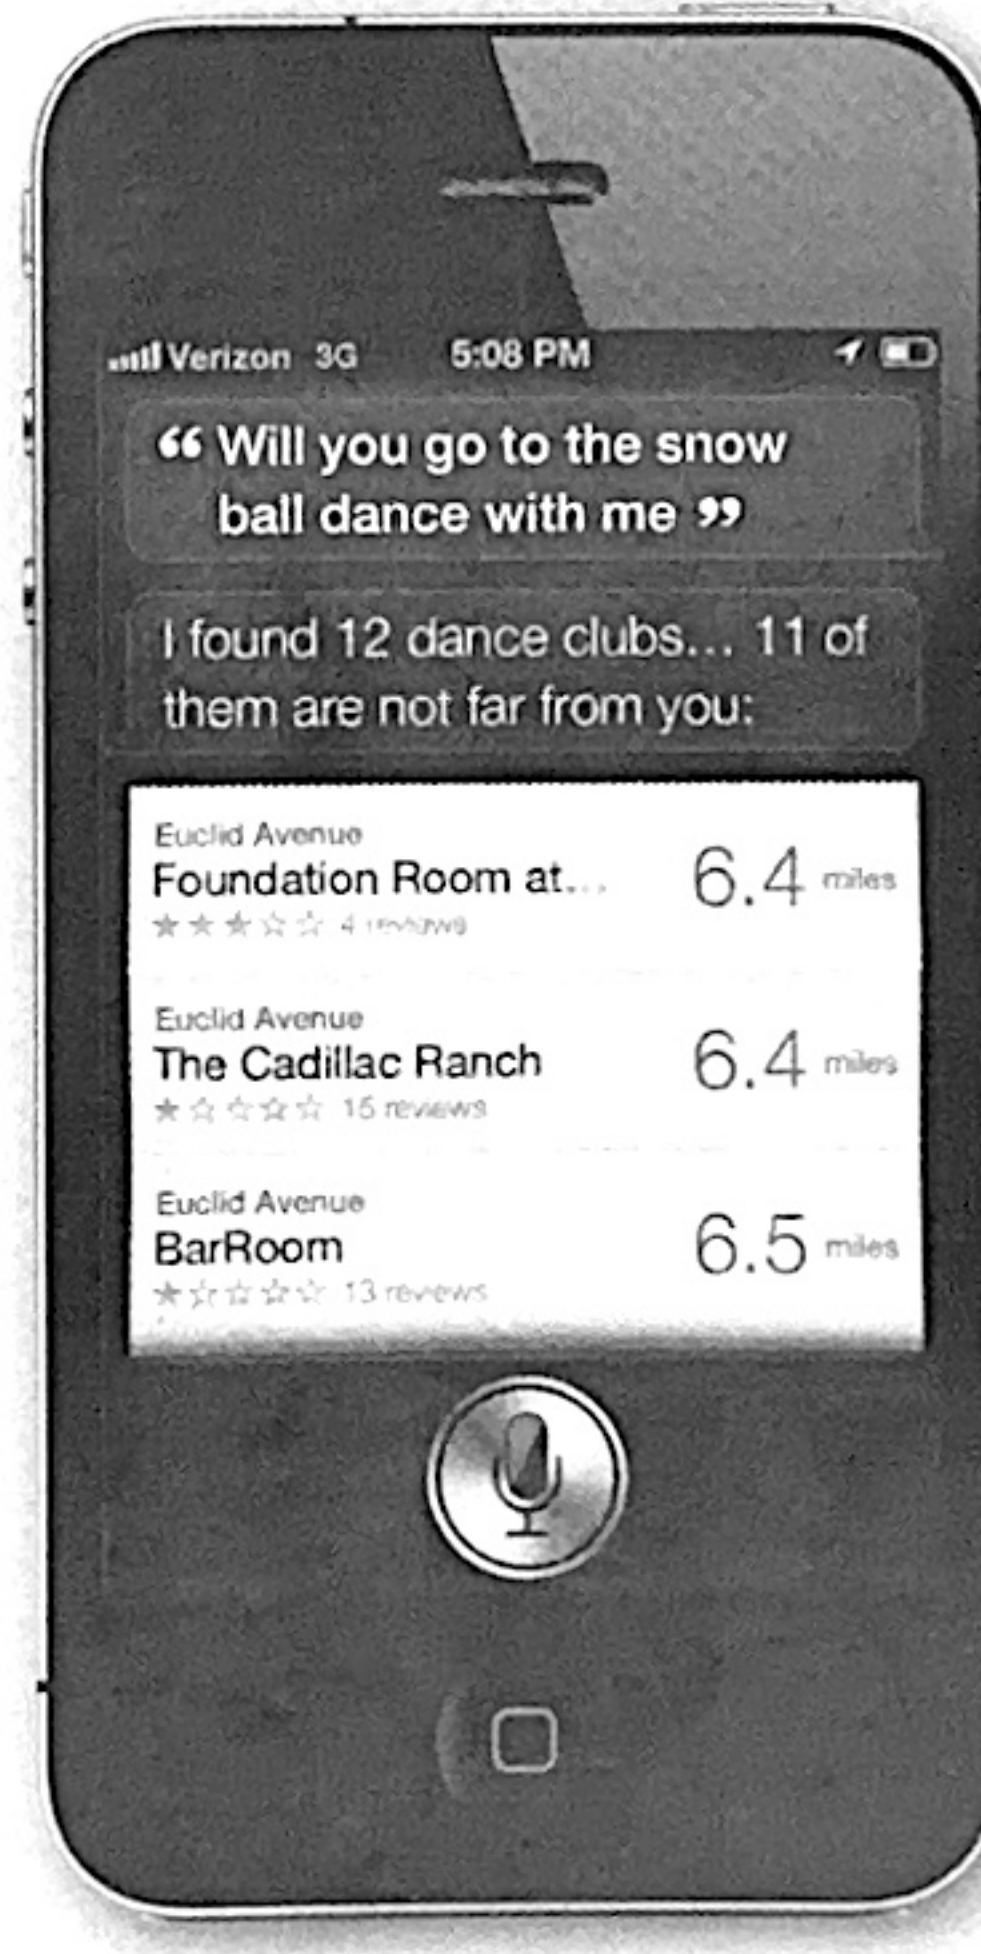 Verizon 3G 5:08 PM
“ Will you go to the snow
ball dance with me ”
I found 12 dance clubs... 11 of
them are not far from you:
Euclid Avenue
Foundation Room at...
6.4 miles
4 reviews
Euclid Avenue
The Cadillac Ranch
6.4 miles
15 reviews
Euclid Avenue
BarRoom
6.5 miles
13 reviews